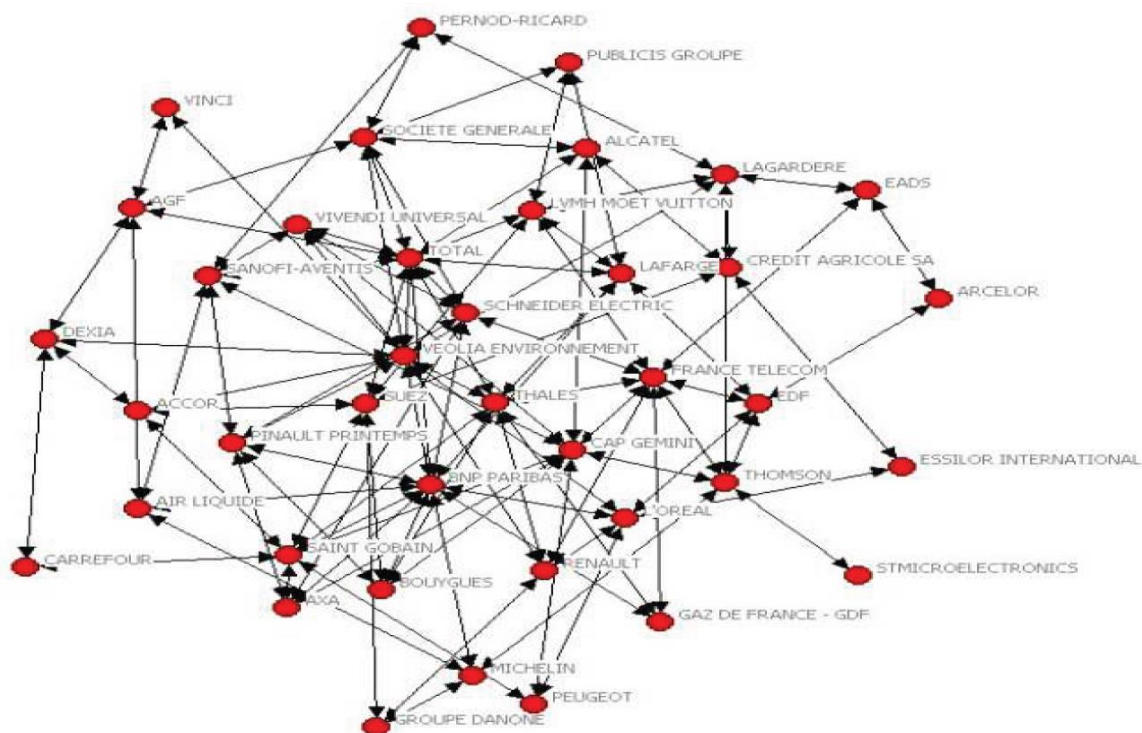 PERNOD-RICARD
PUBLICIS GROUPE
VINCI
SOCIETE GENERALE
ALCATEL
LAGARDERE
EADS
AGF
VIVENDI UNIVERSAL
LVMH MOET VUITTON
TOTAL
SANOFI-AVENTIS
LAFARGE
CREDIT AGRICOLE SA
ARCELOR
SCHNEIDER ELECTRIC
DEXIA
VEOLIA ENVIRONNEMENT
FRANCE TELECOM
ACCOR
SUEZ
THALES
EDF
PINAULT PRINTEMPS
CAP GEMINI
ESSILOR INTERNATIONAL
BNP PARIBAS
THOMSON
AIR LIQUIDE
L'OREAL
CARREFOUR
SAINT GOBAIN
RENAULT
STMICROELECTRONICS
BOUYGUES
AXA
GAZ DE FRANCE - GDF
MICHELIN
PEUGEOT
GROUPE DANONE